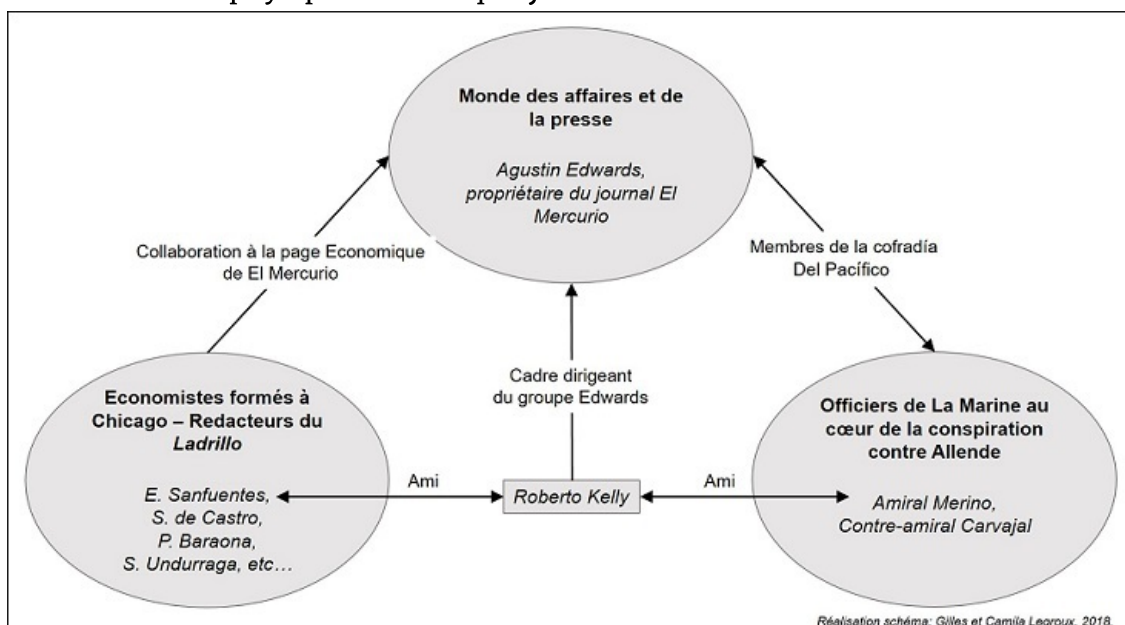 Monde des affaires et de
la presse
Agustin Edwards,
propriétaire du journal El
Mercurio
Collaboration à la page Economique
de El Mercurio
Membres de la cofradía
Del Pacífico
Cadre dirigeant
du groupe Edwards
Economistes formés à
Chicago – Redacteurs du
Ladrillo
E. Sanfuentes,
S. de Castro,
P. Baraona,
S. Undurraga, etc…
Ami
Roberto Kelly
Ami
Officiers de La Marine au
cœur de la conspiration
contre Allende
Amiral Merino,
Contre-amiral Carvajal
Réalisation schéma: Gilles et Camila Legroux, 2018.